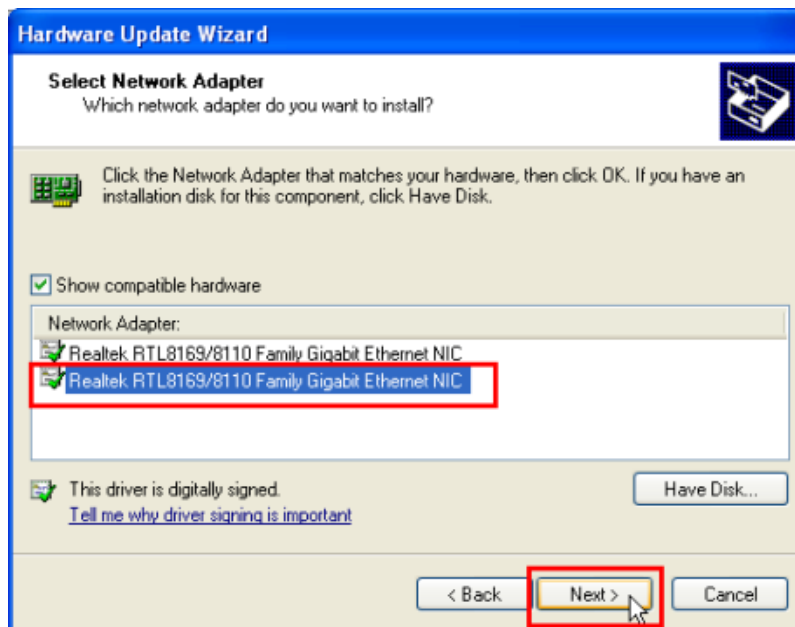 Hardware Update Wizard
Select Network Adapter
Which network adapter do you want to install?
Click the Network Adapter that matches your hardware, then click OK. If you have an
installation disk for this component, click Have Disk.
Show compatible hardware
Network Adapter:
Realtek RTL8169/8110 Family Gigabit Ethernet NIC
Realtek RTL8169/8110 Family Gigabit Ethernet NIC
This driver is digitally signed.
Have Disk...
Tell me why driver signing is important
< Back
Next >
Cancel